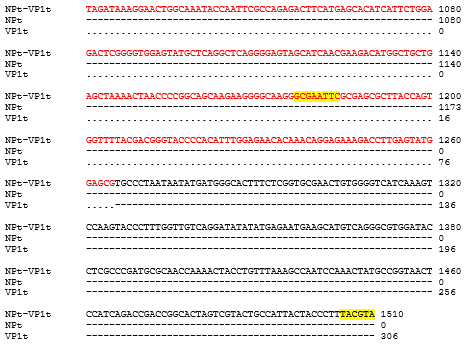 NPt-VP1t TAGATAAAGGAACTGGCAAATACCAATTCGCCAGAGACTTCATGAGCACATCATTCTGGA 1080
NPt ------------------------------------------------------------ 1080
VP1t ............................................................ 0
NPt-VP1t GACTCGGGGTGGAGTATGCTCAGGCTCAGGGGAGTAGCATCAACGAAGACATGGCTGCTG 1140
NPt ------------------------------------------------------------ 1140
VP1t ............................................................ 0
NPt-VP1t AGCTAAAACTAACCCCGGCAGCAAGAAGGGGCAAGGGCGAATTCGCGAGCGCTTACCAGT 1200
NPt ------------------------------------------------------------ 1173
VP1t ............................................................ 16
NPt-VP1t GGTTTTACGACGGGTACCCCACATTTGGAGAACACAAACAGGAGAAAGACCTTGAGTATG 1260
NPt ------------------------------------------------------------ 0
VP1t ............................................................ 76
NPt-VP1t GAGCGTGCCCTAATAATATGATGGGCACTTTCTCGGTGCGAACTGTGGGGTCATCAAAGT 1320
NPt ------------------------------------------------------------ 0
VP1t .....------------------------------------------------------- 136
NPt-VP1t CCAAGTACCCTTTGGTTGTCAGGATATATATGAGAATGAAGCATGTCAGGGCGTGGATAC 1380
NPt ------------------------------------------------------------ 0
VP1t ------------------------------------------------------------ 196
NPt-VP1t CTCGCCCGATGCGCAACCAAAACTACCTGTTTAAAGCCAATCCAAACTATGCCGGTAACT 1460
NPt ------------------------------------------------------------ 0
VP1t ------------------------------------------------------------ 256
NPt-VP1t CCATCAGACCGACCGGCACTAGTCGTACTGCCATTACTACCCTTTACGTA 1510
NPt -------------------------------------------------- 0
VP1t -------------------------------------------------- 306